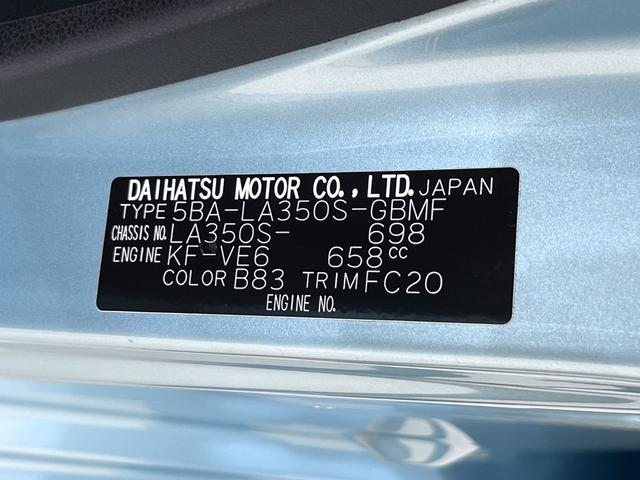 DAIHATSU MOTOR CO., LTD. JAPAN
TYPE 5BA-LA350S-GBMF
CHASSIS NO. LA350S- 698
ENGINE KF-VE6 658cc
COLOR B83 TRIM FC20
ENGINE NO.